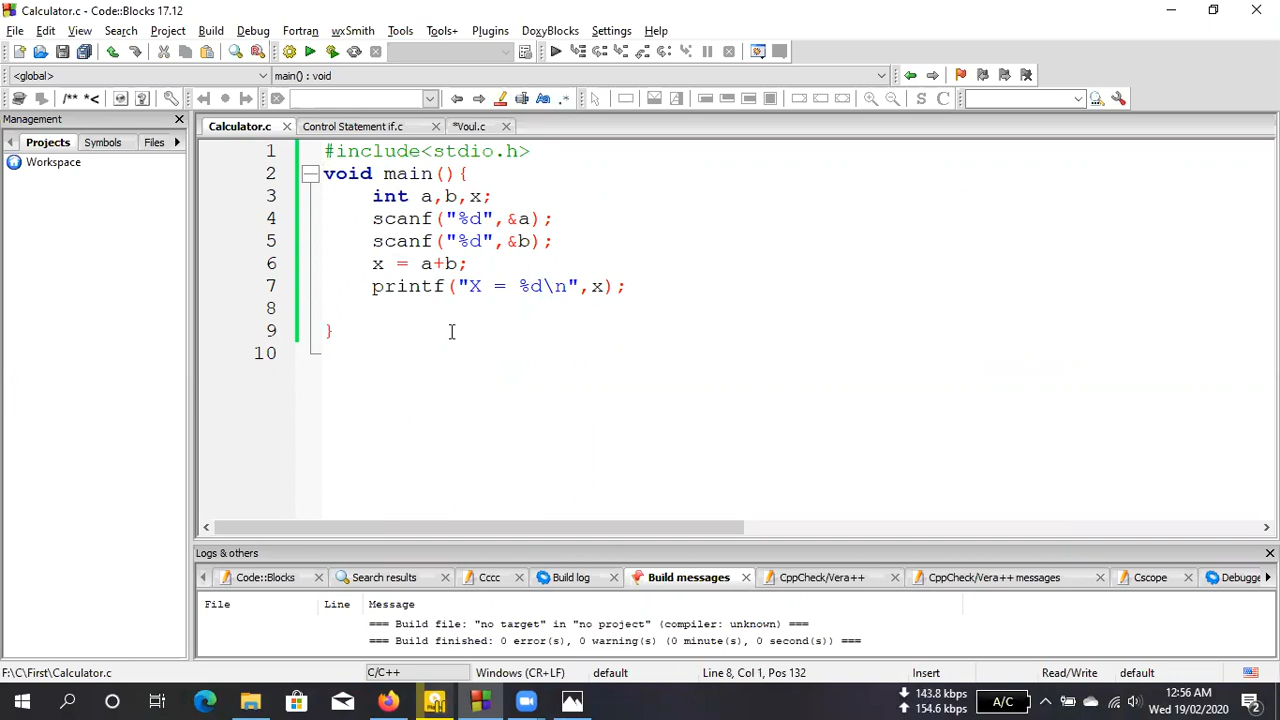 Calculator.c - Code::Blocks 17.12
File Edit View Search Project Build Debug Fortran wxSmith Tools Tools+ Plugins DoxyBlocks Settings Help
<global> main() : void
/** *< .* S C
Management
Projects Symbols Files
Workspace
Calculator.c Control Statement if.c *Voul.c
1 #include<stdio.h>
2 void main(){
3 int a,b,x;
4 scanf("%d",&a);
5 scanf("%d",&b);
6 x = a+b;
7 printf("X = %d\n",x);
8
9 }
10
Logs & others
Code::Blocks Search results Cccc Build log Build messages CppCheck/Vera++ CppCheck/Vera++ messages Cscope Debugge
File Line Message
=== Build file: "no target" in "no project" (compiler: unknown) ===
=== Build finished: 0 error(s), 0 warning(s) (0 minute(s), 0 second(s)) ===
F:\C\First\Calculator.c C/C++ Windows (CR+LF) default Line 8, Col 1, Pos 132 Insert Read/Write default
143.8 kbps
154.6 kbps
A/C
12:56 AM
Wed 19/02/2020
2